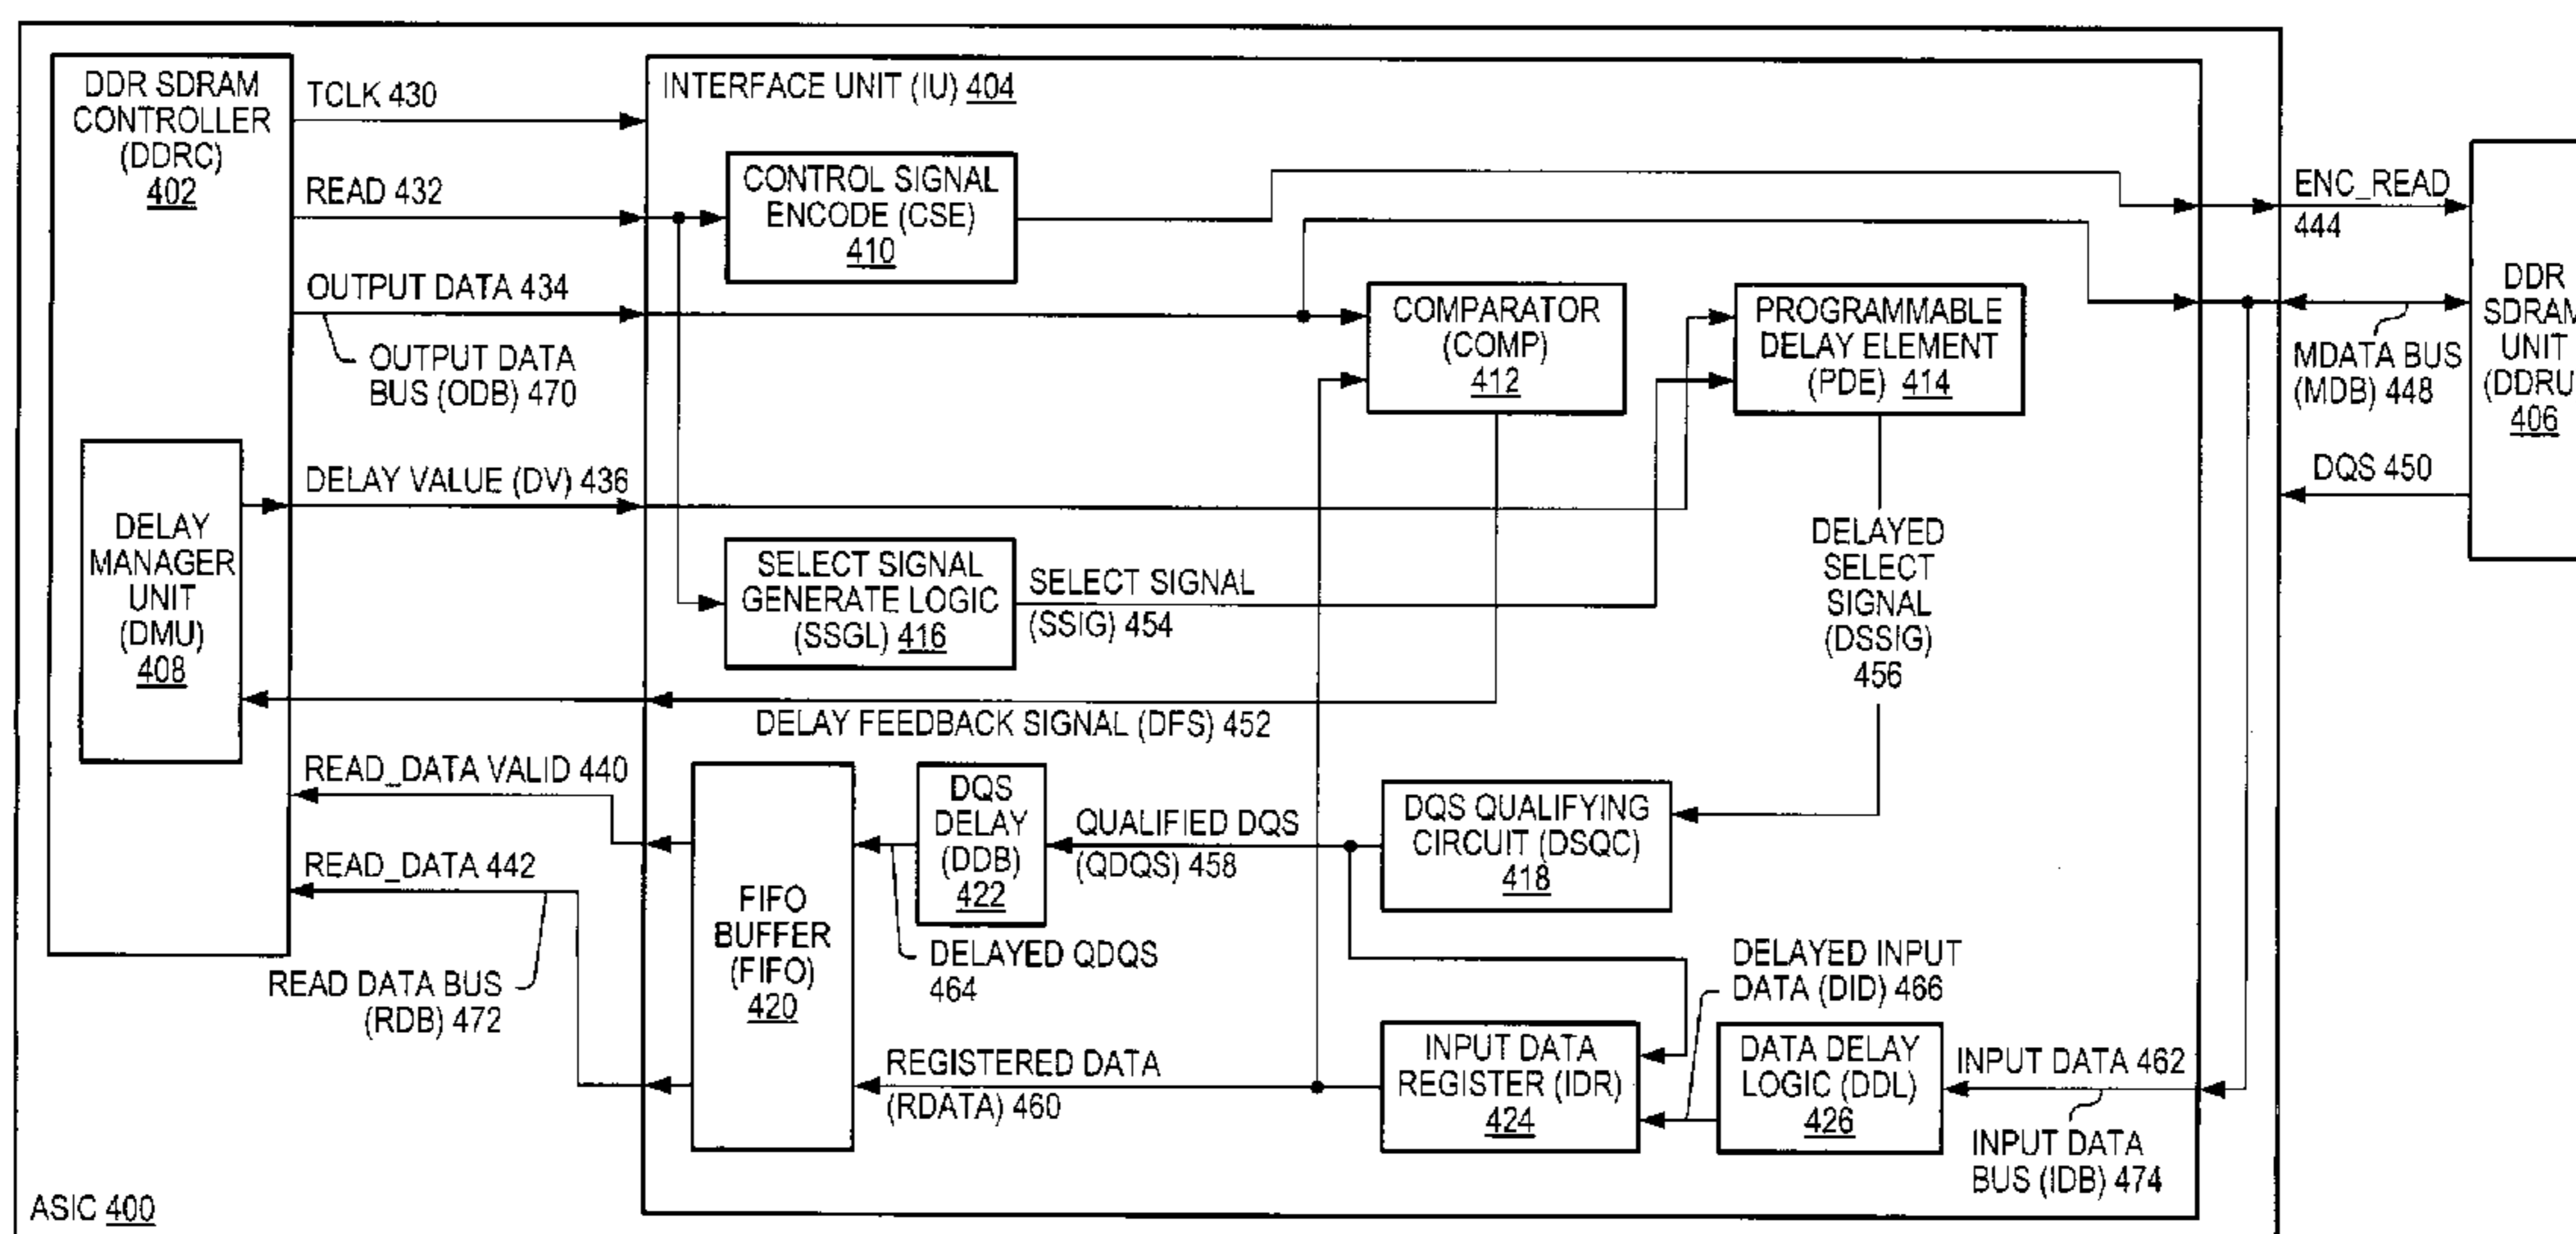 DDR SDRAM
CONTROLLER
(DDRC)
402
TCLK 430
READ 432
OUTPUT DATA 434
OUTPUT DATA
BUS (ODB) 470
DELAY
MANAGER
UNIT
(DMU)
408
DELAY VALUE (DV) 436
READ_DATA VALID 440
READ_DATA 442
READ DATA BUS
(RDB) 472
INTERFACE UNIT (IU) 404
CONTROL SIGNAL
ENCODE (CSE)
410
COMPARATOR
(COMP)
412
PROGRAMMABLE
DELAY ELEMENT
(PDE) 414
SELECT SIGNAL
GENERATE LOGIC
(SSGL) 416
SELECT SIGNAL
(SSIG) 454
DELAYED
SELECT
SIGNAL
(DSSIG)
456
DELAY FEEDBACK SIGNAL (DFS) 452
FIFO
BUFFER
(FIFO)
420
DQS
DELAY
(DDB)
422
QUALIFIED DQS
(QDQS) 458
DQS QUALIFYING
CIRCUIT (DSQC)
418
DELAYED QDQS
464
DELAYED INPUT
DATA (DID) 466
REGISTERED DATA
(RDATA) 460
INPUT DATA
REGISTER (IDR)
424
DATA DELAY
LOGIC (DDL)
426
INPUT DATA 462
INPUT DATA
BUS (IDB) 474
ENC_READ
444
MDATA BUS
(MDB) 448
DQS 450
DDR
SDRAM
UNIT
(DDRU
406
ASIC 400